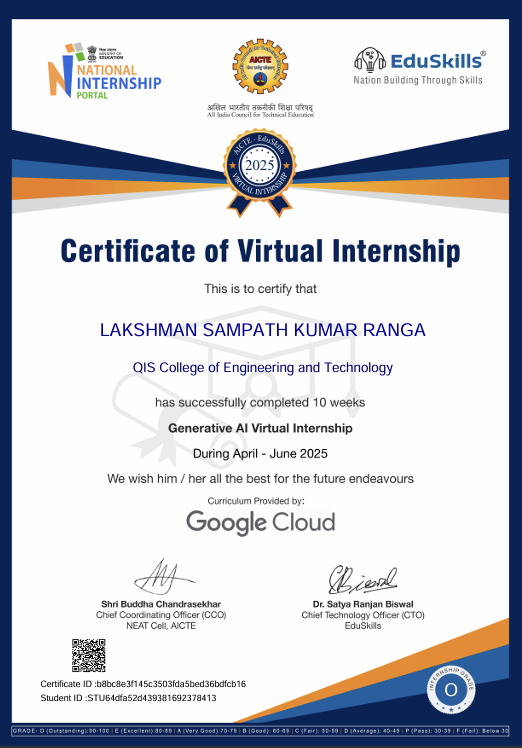 सत्यमेव जयते
MINISTRY OF
EDUCATION
NATIONAL
INTERNSHIP
PORTAL
AICTE
अखिल भारतीय तकनीकी शिक्षा परिषद्
All India Council for Technical Education
EduSkills®
Nation Building Through Skills
AICTE - EduSkills
2025
VIRTUAL INTERNSHIP
Certificate of Virtual Internship
This is to certify that
LAKSHMAN SAMPATH KUMAR RANGA
QIS College of Engineering and Technology
has successfully completed 10 weeks
Generative AI Virtual Internship
During April - June 2025
We wish him / her all the best for the future endeavours
Curriculum Provided by:
Google Cloud
Shri Buddha Chandrasekhar
Chief Coordinating Officer (CCO)
NEAT Cell, AICTE
Dr. Satya Ranjan Biswal
Chief Technology Officer (CTO)
EduSkills
Certificate ID :b8bc8e3f145c3503fda5bed36bdfcb16
Student ID :STU64dfa52d439381692378413
INTERNSHIP GRADE
O
GRADE: O (Outstanding):90-100 | E (Excellent):80-89 | A (Very Good):70-79 | B (Good): 60-69 | C (Fair): 50-59 | D (Average): 40-49 | P (Pass): 30-39 | F (Fail): Below 30